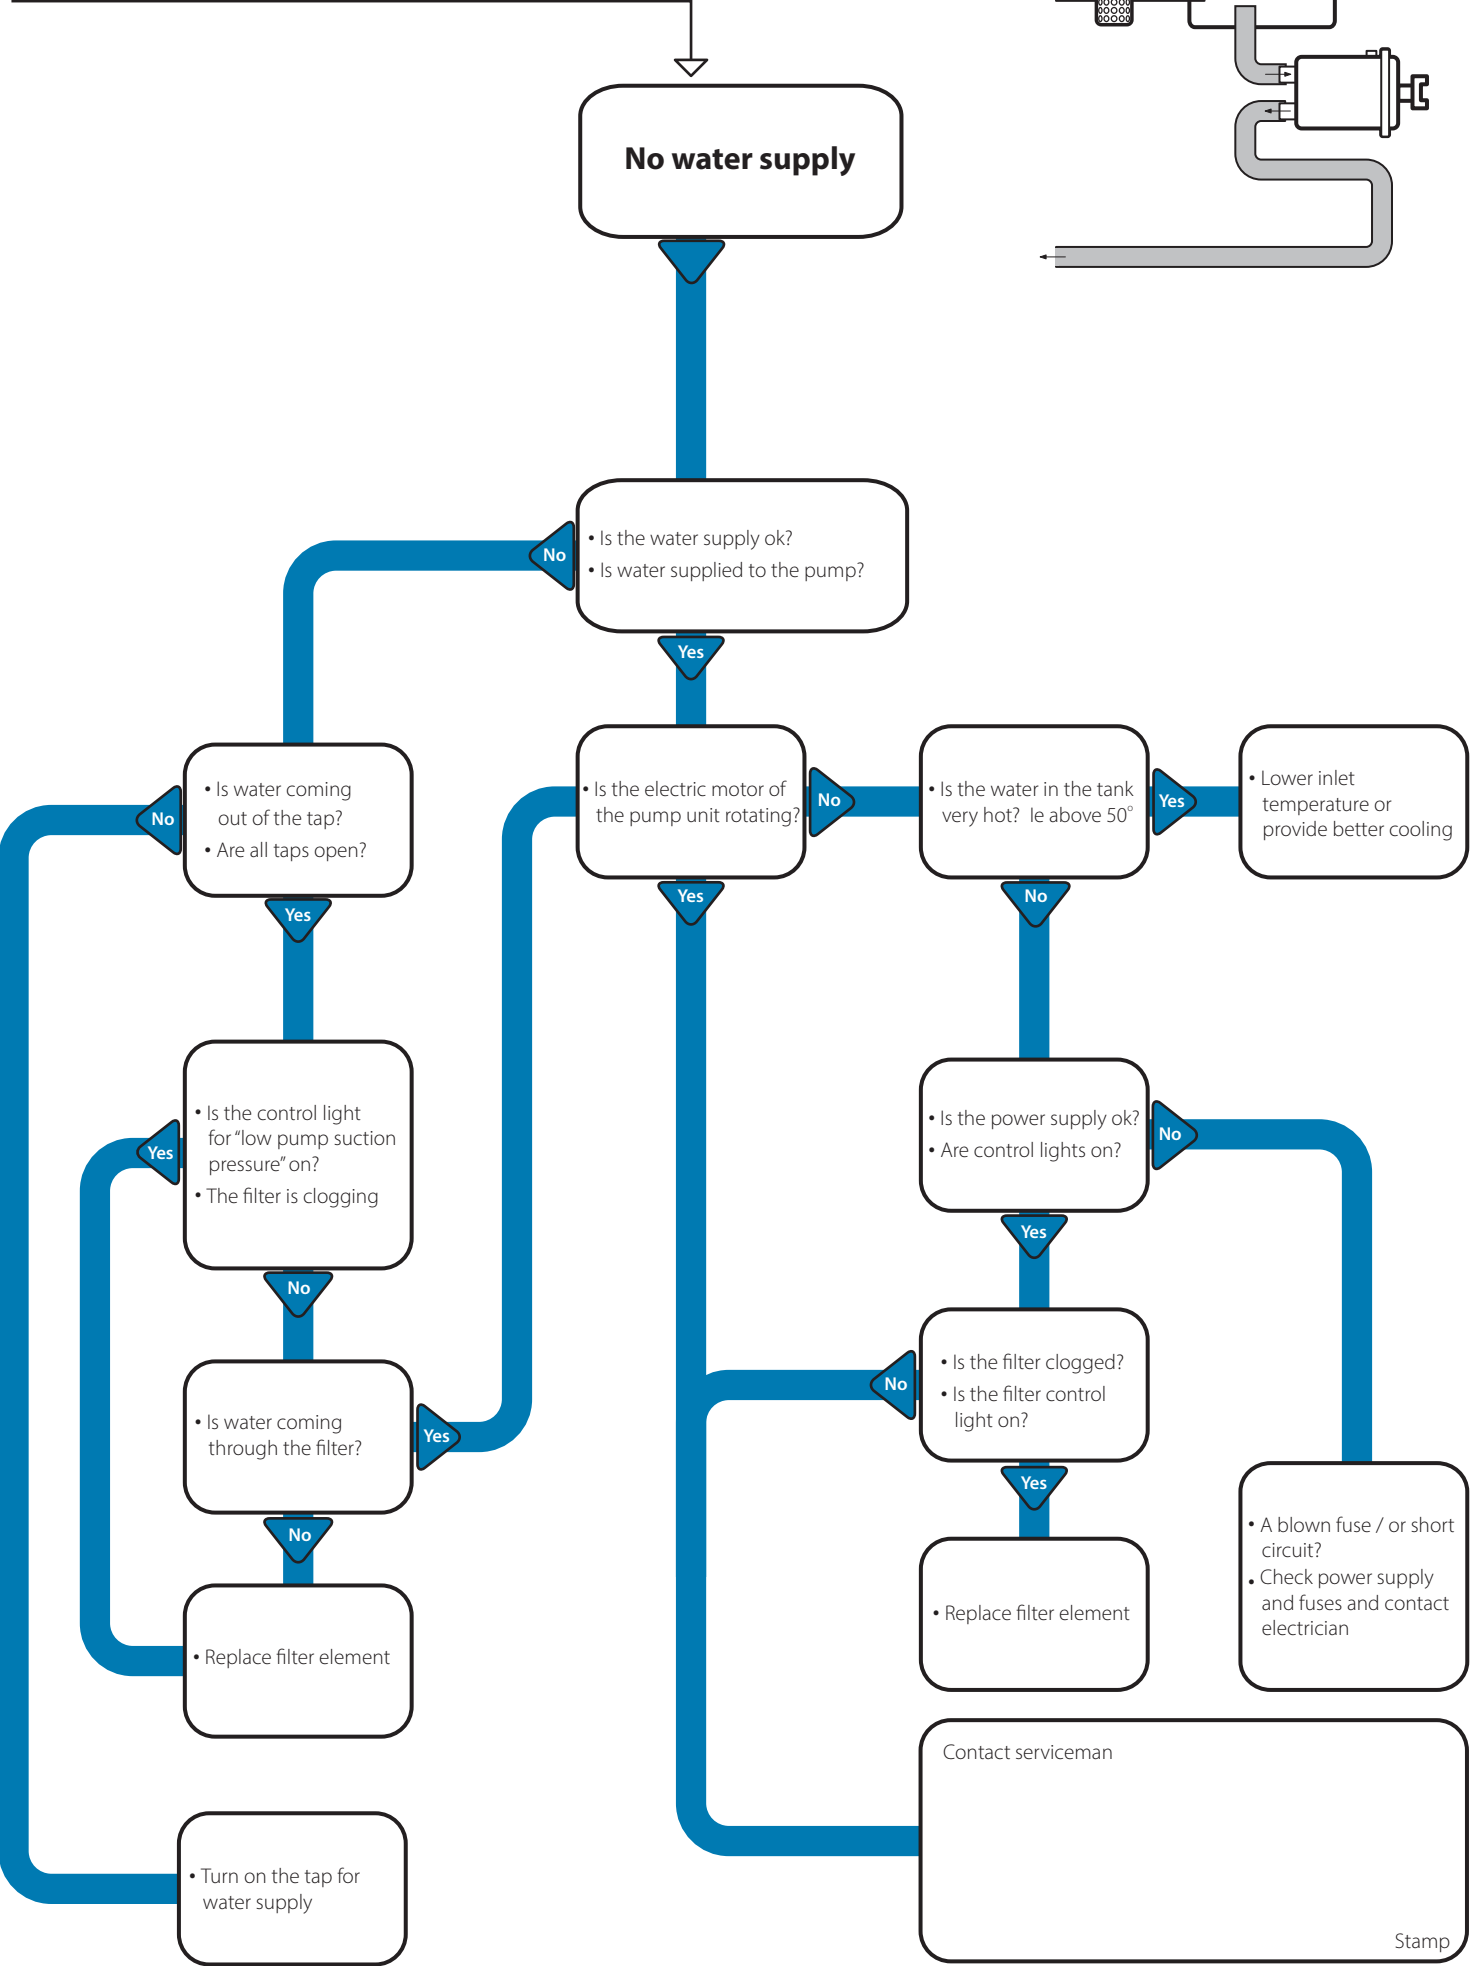 No water supply
• Is the water supply ok?
• Is water supplied to the pump?
No
Yes
• Is water coming
out of the tap?
• Are all taps open?
No
Yes
• Is the electric motor of
the pump unit rotating?
No
Yes
• Is the water in the tank
very hot? Ie above 50°
Yes
No
• Lower inlet
temperature or
provide better cooling
• Is the control light
for “low pump suction
pressure” on?
• The filter is clogging
Yes
No
• Is the power supply ok?
• Are control lights on?
No
Yes
• Is water coming
through the filter?
Yes
No
• Is the filter clogged?
• Is the filter control
light on?
No
Yes
• A blown fuse / or short
circuit?
• Check power supply
and fuses and contact
electrician
• Replace filter element
• Replace filter element
• Turn on the tap for
water supply
Contact serviceman
Stamp